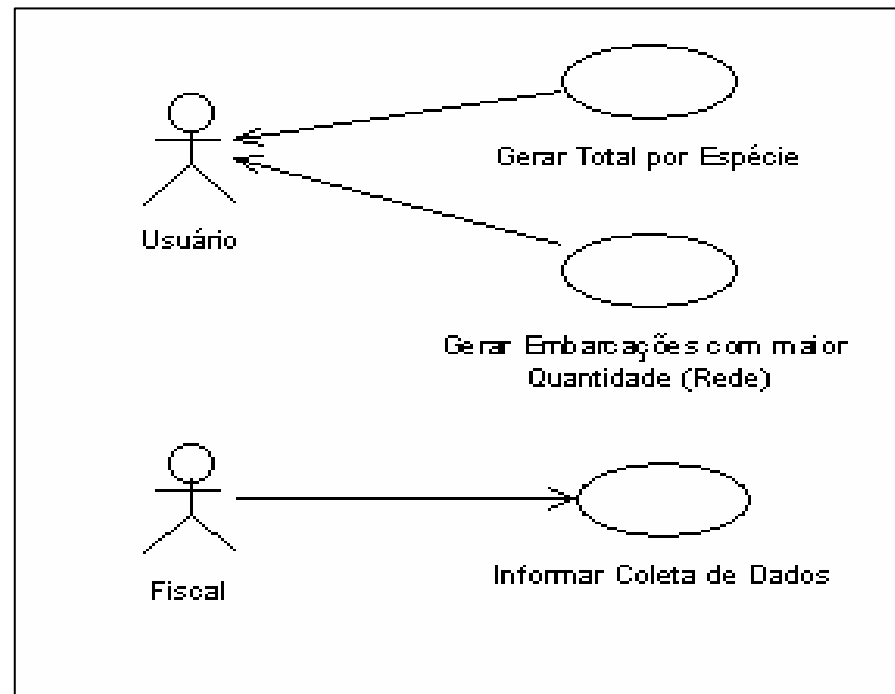 Gerar Total por Espécie
Usuário
Gerar Embarcações com maior
Quantidade (Rede)
Informar Coleta de Dados
Fiscal